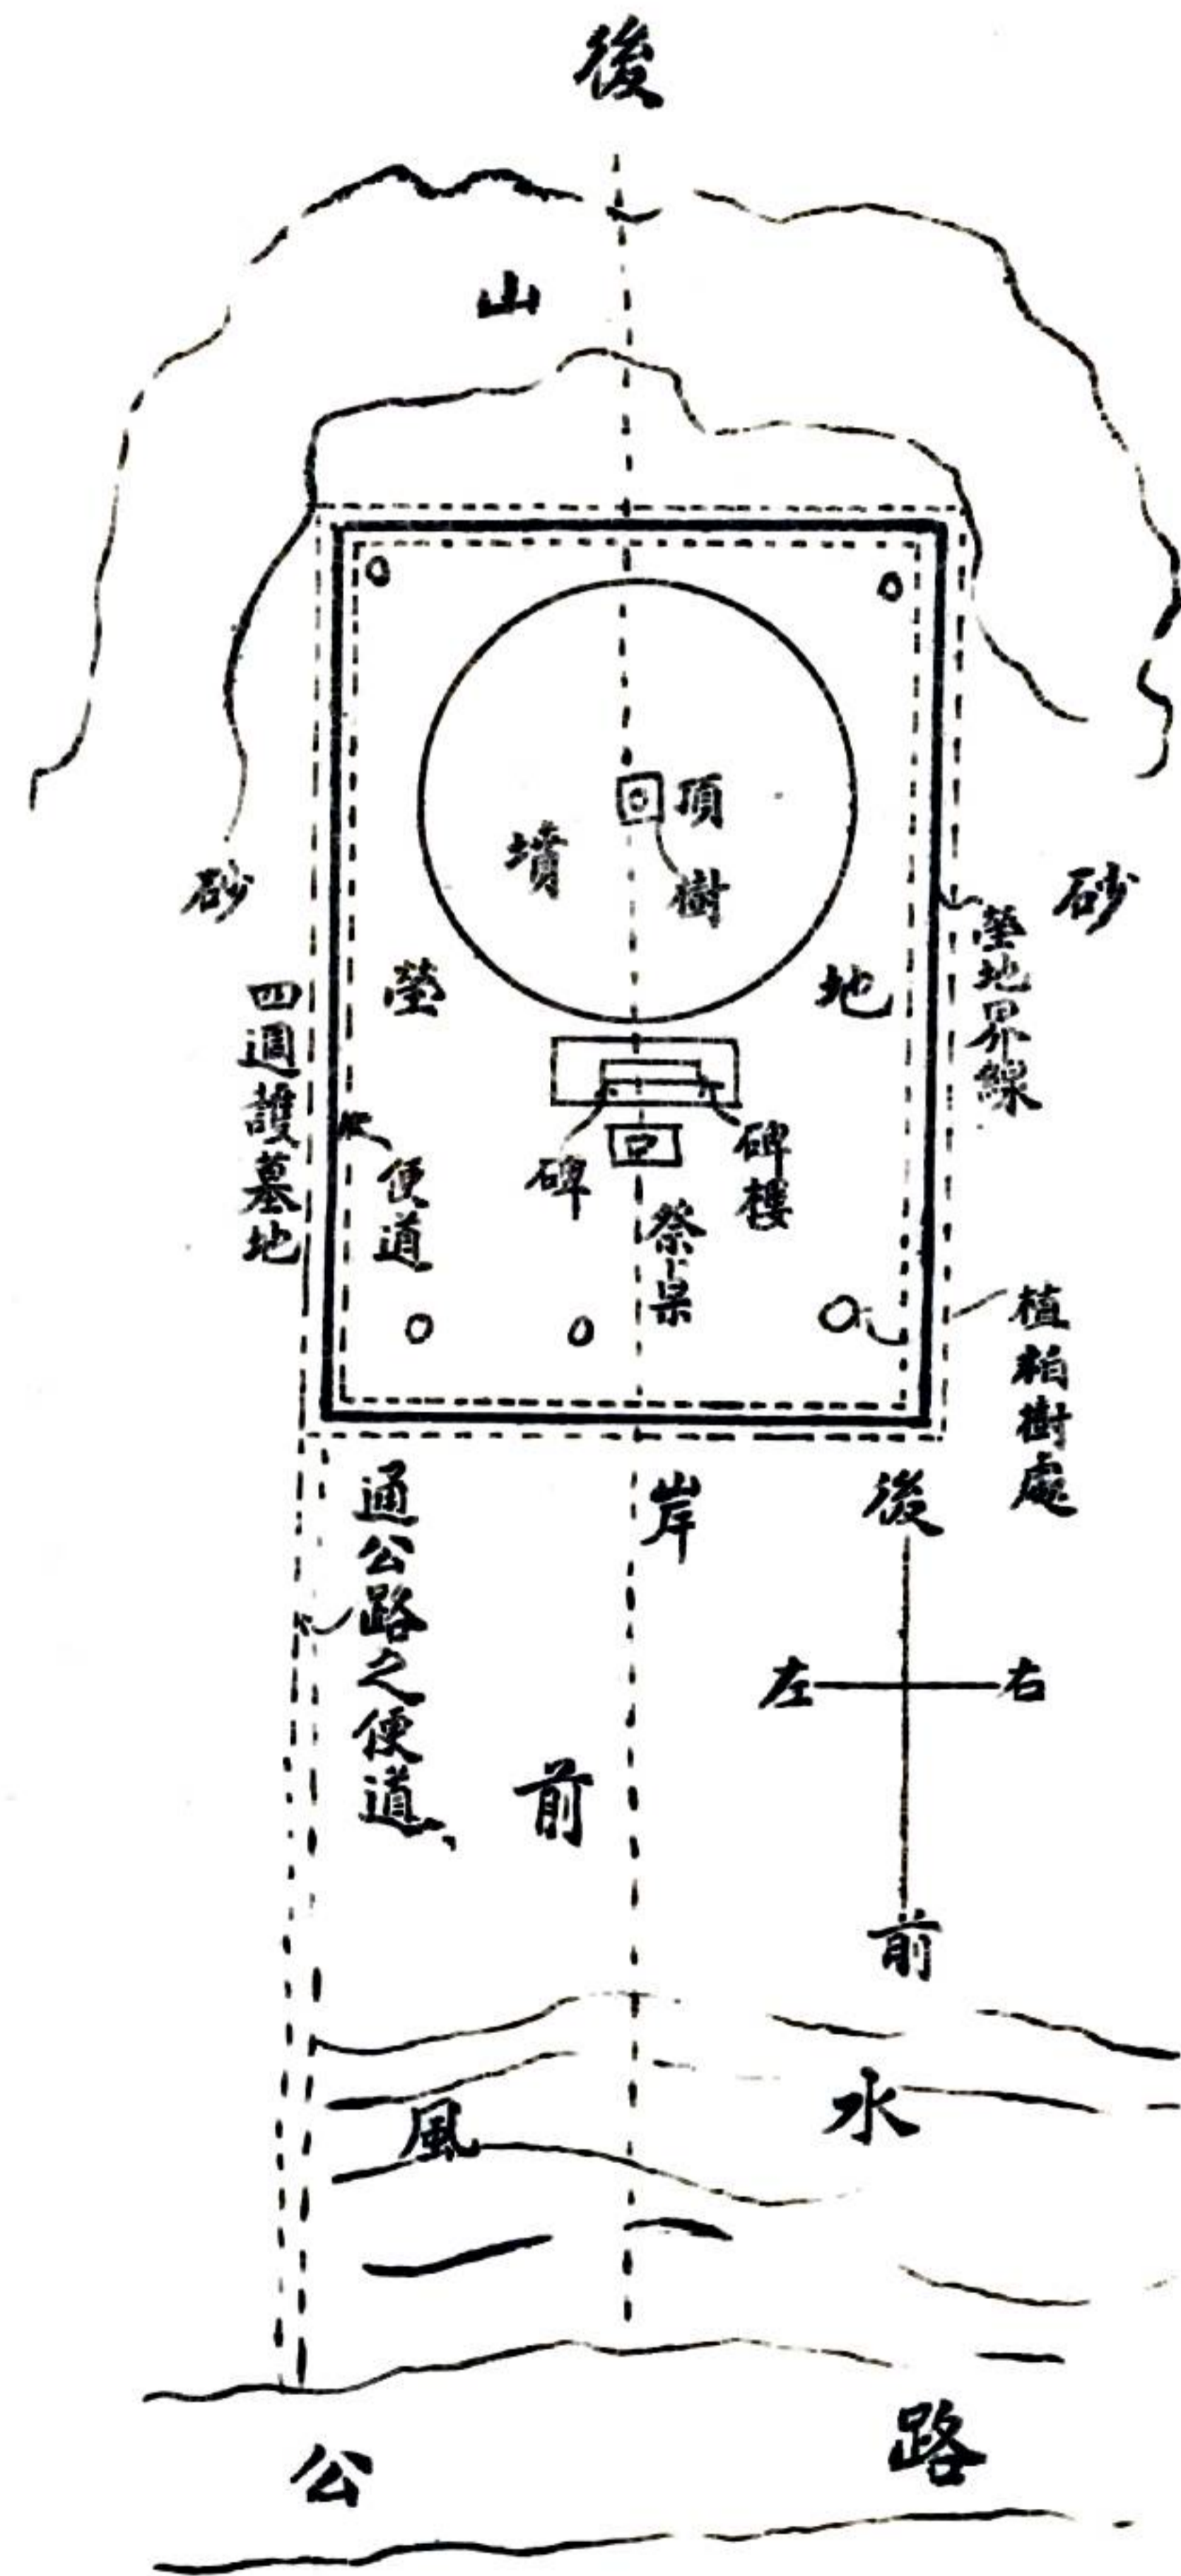 後
山
頂樹
墳
砂
砂
塋地
塋地界線
四週護墓地
便道
碑
碑樓
祭桌
植柏樹處
岸
通公路之便道、
後
左 右
前
前
風水
公路